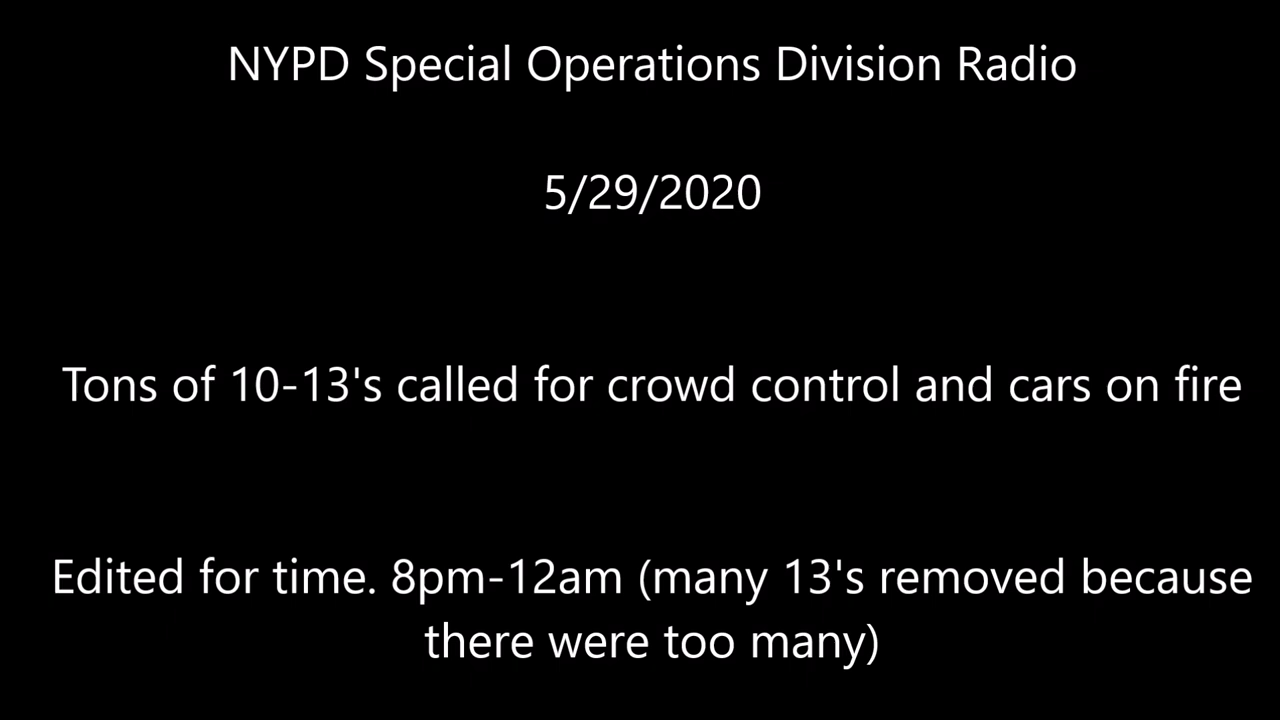 NYPD Special Operations Division Radio
5/29/2020
Tons of 10-13's called for crowd control and cars on fire
Edited for time. 8pm-12am (many 13's removed because
there were too many)